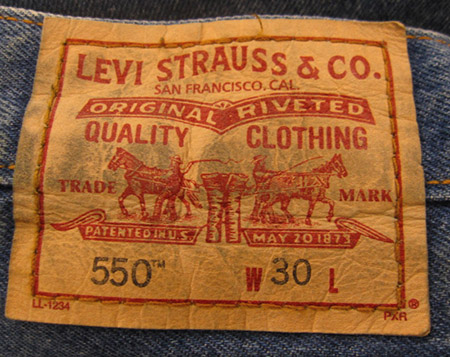 LEVI STRAUSS & CO.
SAN FRANCISCO, CAL.
ORIGINAL RIVETED
QUALITY CLOTHING
TRADE MARK
PATENTED IN U.S. MAY 20 1873
550™ W 30 L
LL-1234 PXR ®